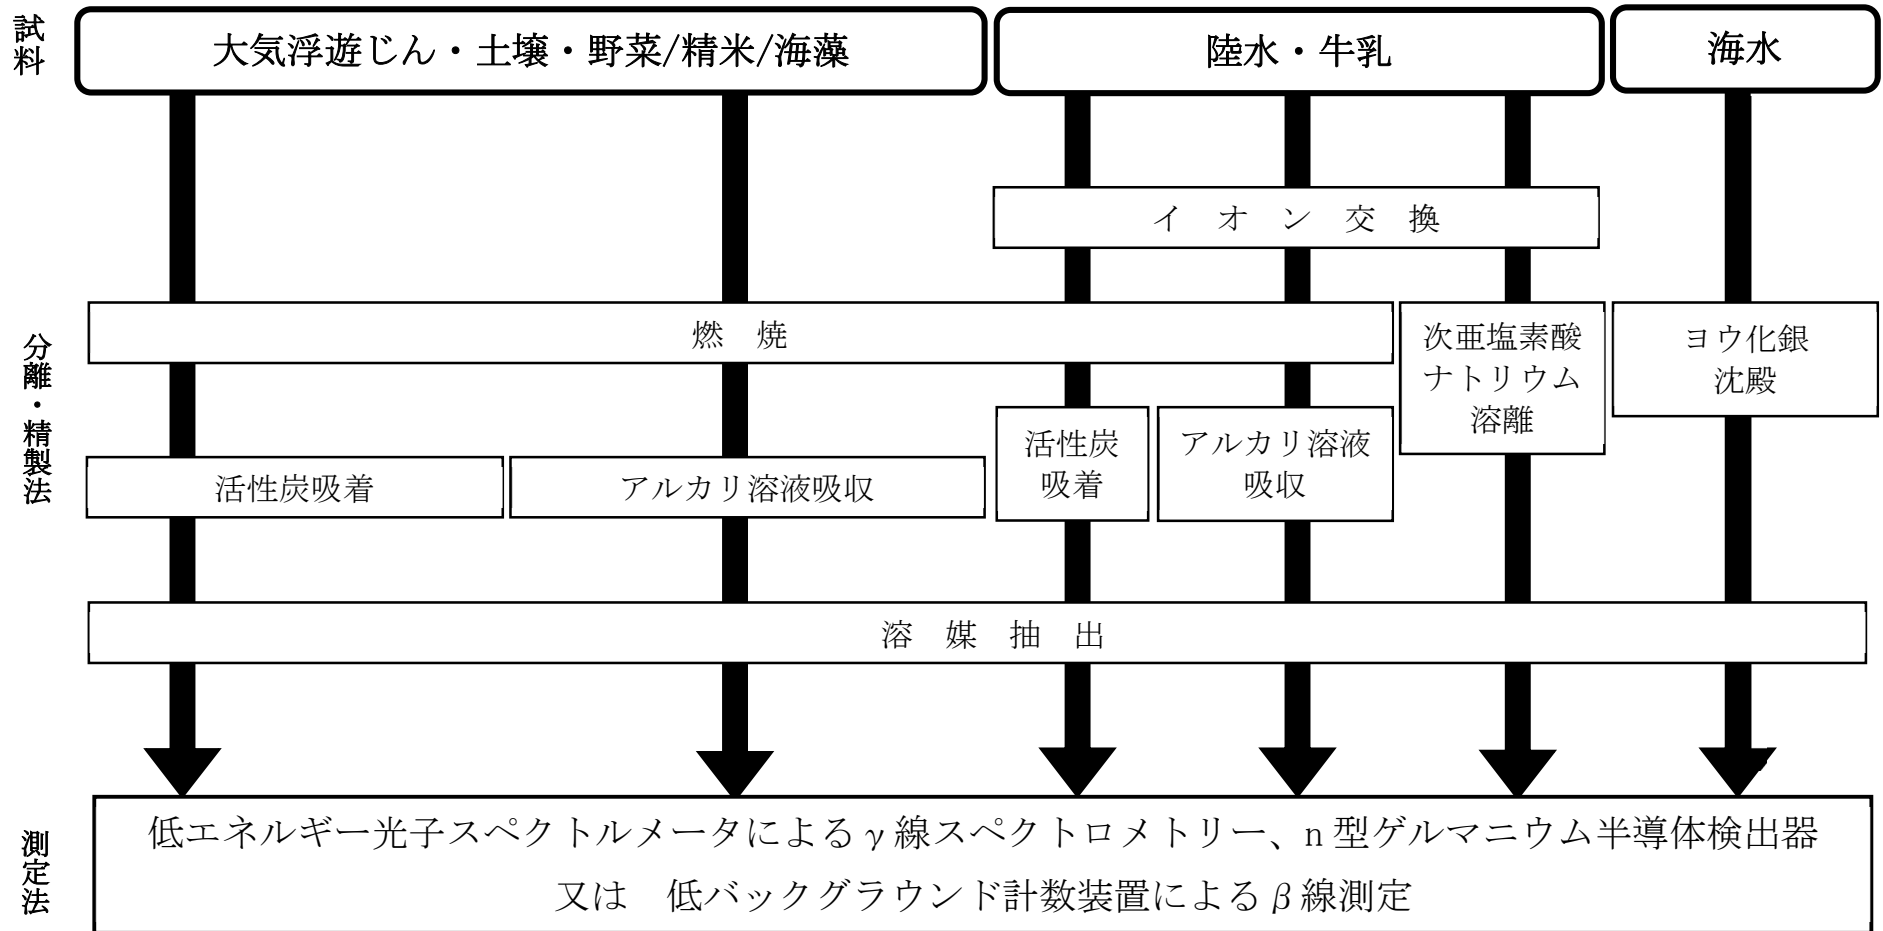 試料
大気浮遊じん・土壌・野菜/精米/海藻
陸水・牛乳
海水
分離・精製法
イ オ ン 交 換
燃 焼
次亜塩素酸
ナトリウム
溶離
ヨウ化銀
沈殿
活性炭吸着
アルカリ溶液吸収
活性炭
吸着
アルカリ溶液
吸収
溶 媒 抽 出
測定法
低エネルギー光子スペクトルメータによるγ線スペクトロメトリー、n型ゲルマニウム半導体検出器
又は 低バックグラウンド計数装置によるβ線測定